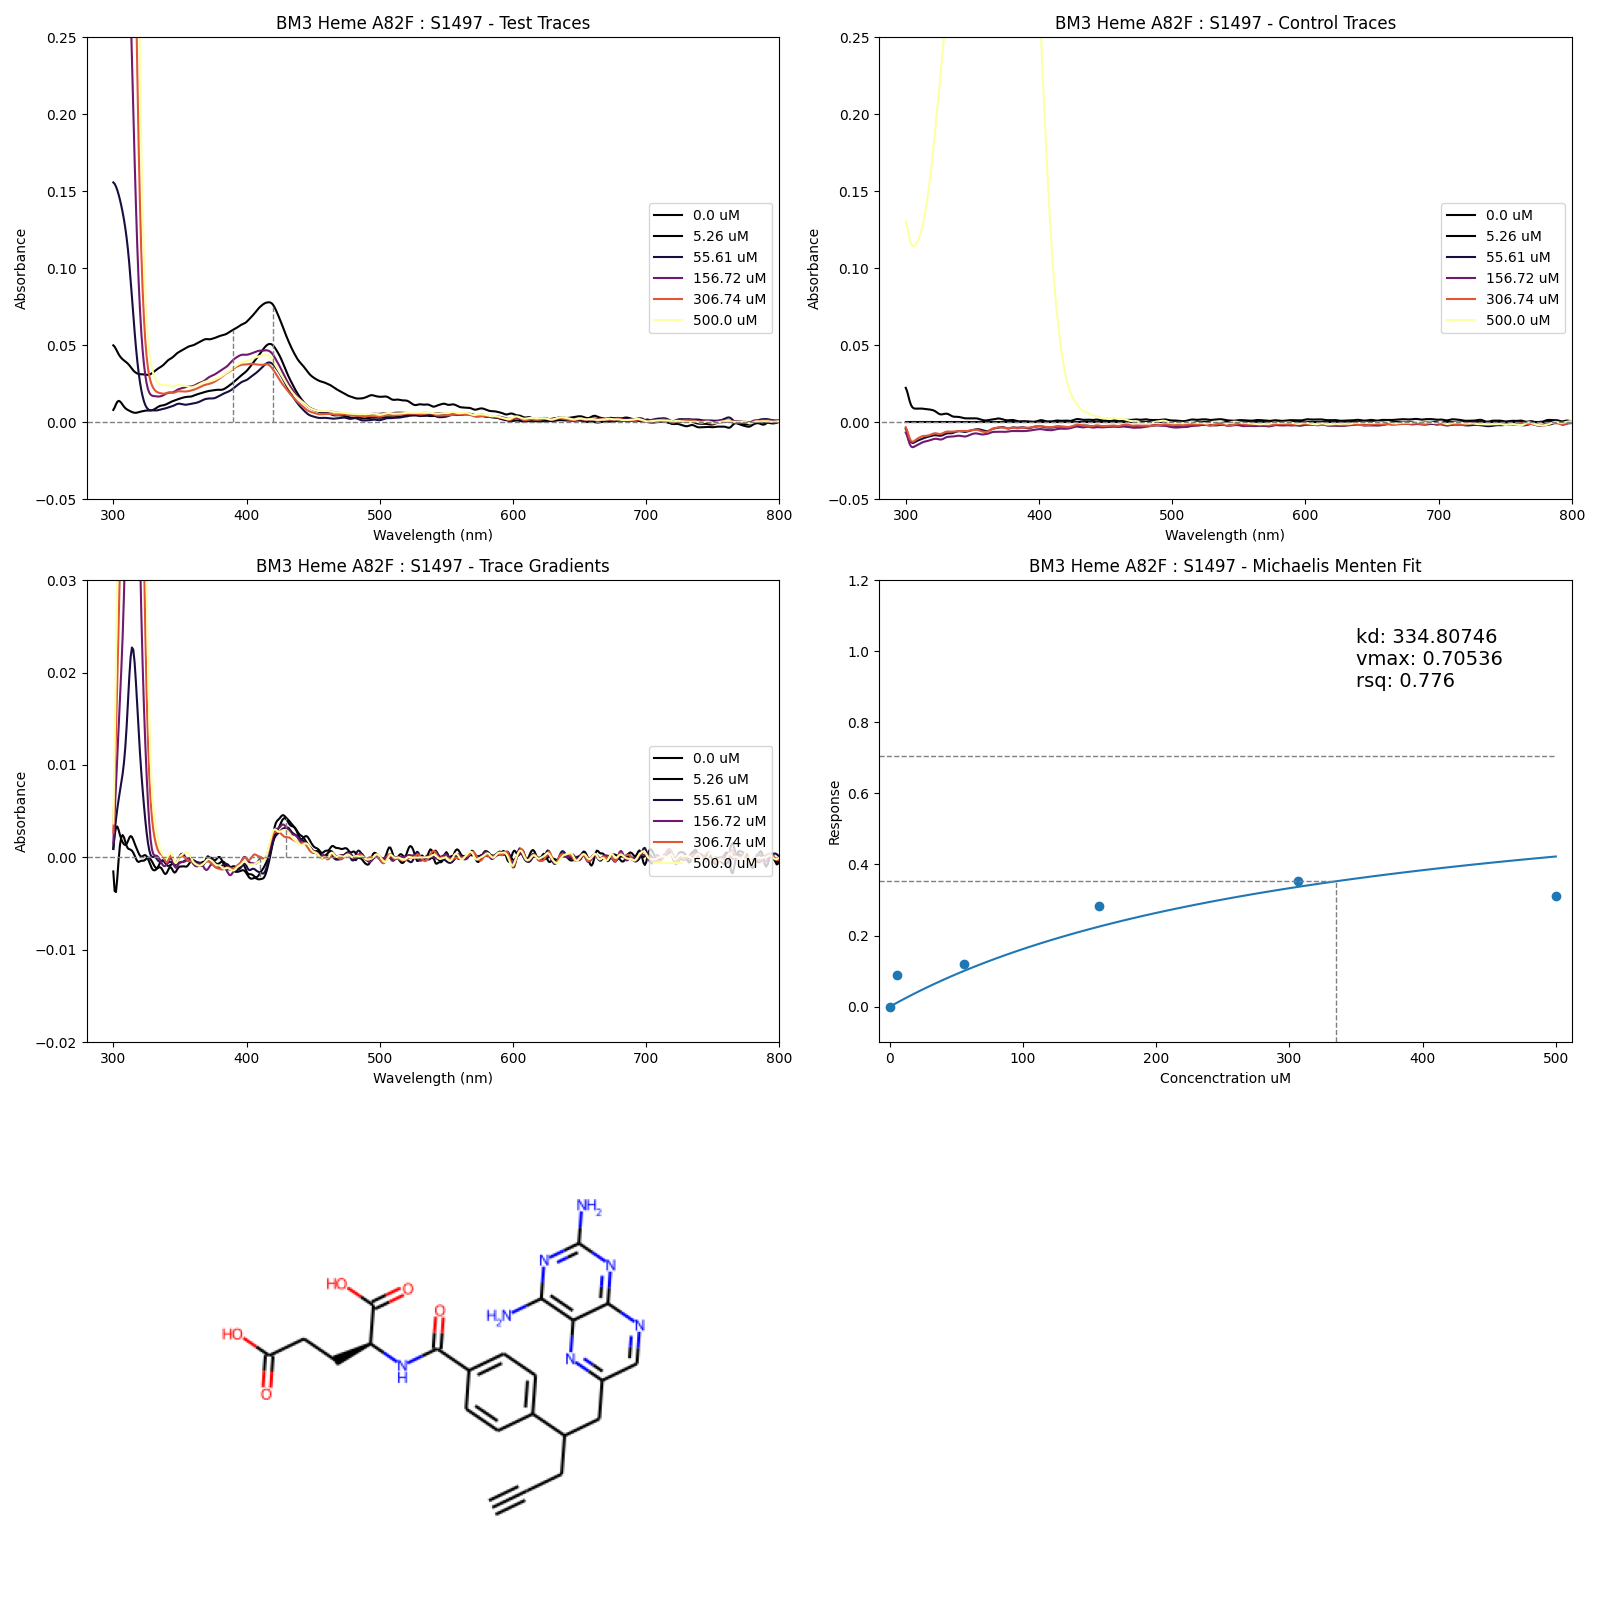 BM3 Heme A82F : S1497 - Test Traces
0.25
0.20
0.15
0.10
0.05
0.00
−0.05
Absorbance
300
400
500
600
700
800
Wavelength (nm)
0.0 uM
5.26 uM
55.61 uM
156.72 uM
306.74 uM
500.0 uM
BM3 Heme A82F : S1497 - Control Traces
0.25
0.20
0.15
0.10
0.05
0.00
−0.05
Absorbance
300
400
500
600
700
800
Wavelength (nm)
0.0 uM
5.26 uM
55.61 uM
156.72 uM
306.74 uM
500.0 uM
BM3 Heme A82F : S1497 - Trace Gradients
0.03
0.02
0.01
0.00
−0.01
−0.02
Absorbance
300
400
500
600
700
800
Wavelength (nm)
0.0 uM
5.26 uM
55.61 uM
156.72 uM
306.74 uM
500.0 uM
BM3 Heme A82F : S1497 - Michaelis Menten Fit
1.2
1.0
0.8
0.6
0.4
0.2
0.0
Response
0
100
200
300
400
500
Concenctration uM
kd: 334.80746
vmax: 0.70536
rsq: 0.776
NH2
N
N
HO
O
O
H2N
N
HO
N
N
H
O